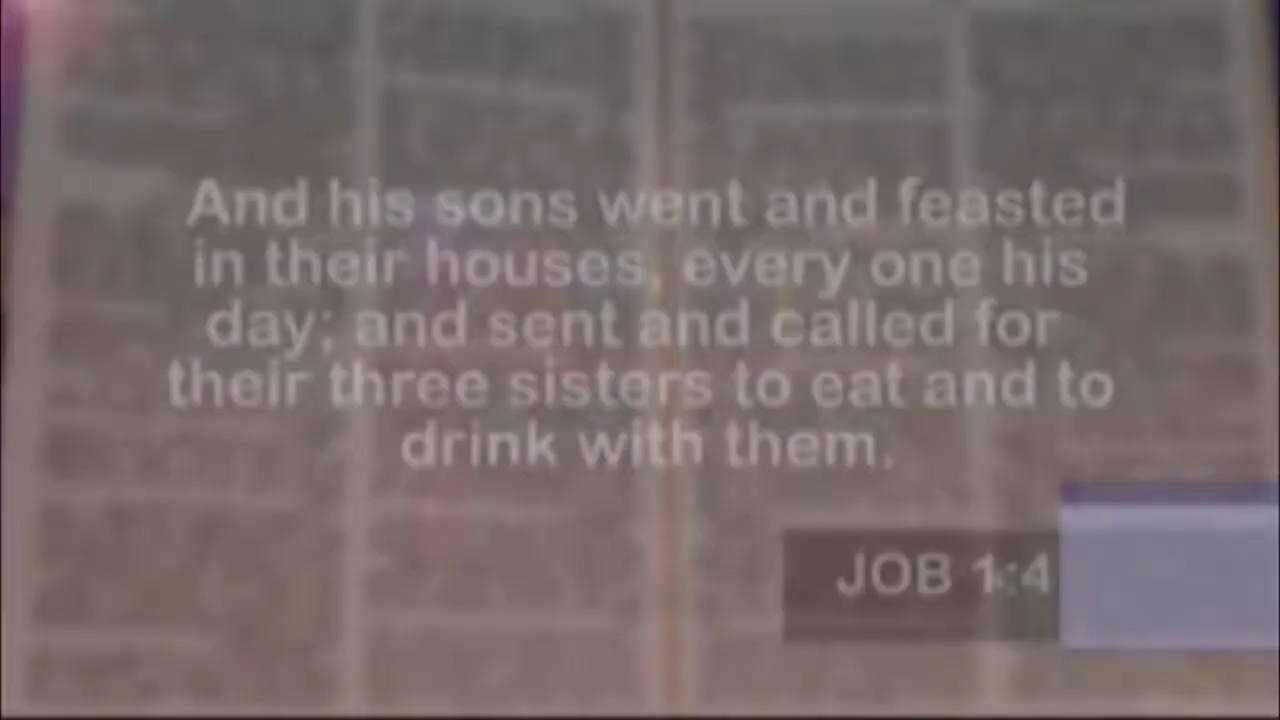 And his sons went and feasted
in their houses, every one his
day; and sent and called for
their three sisters to eat and to
drink with them.
JOB 1:4